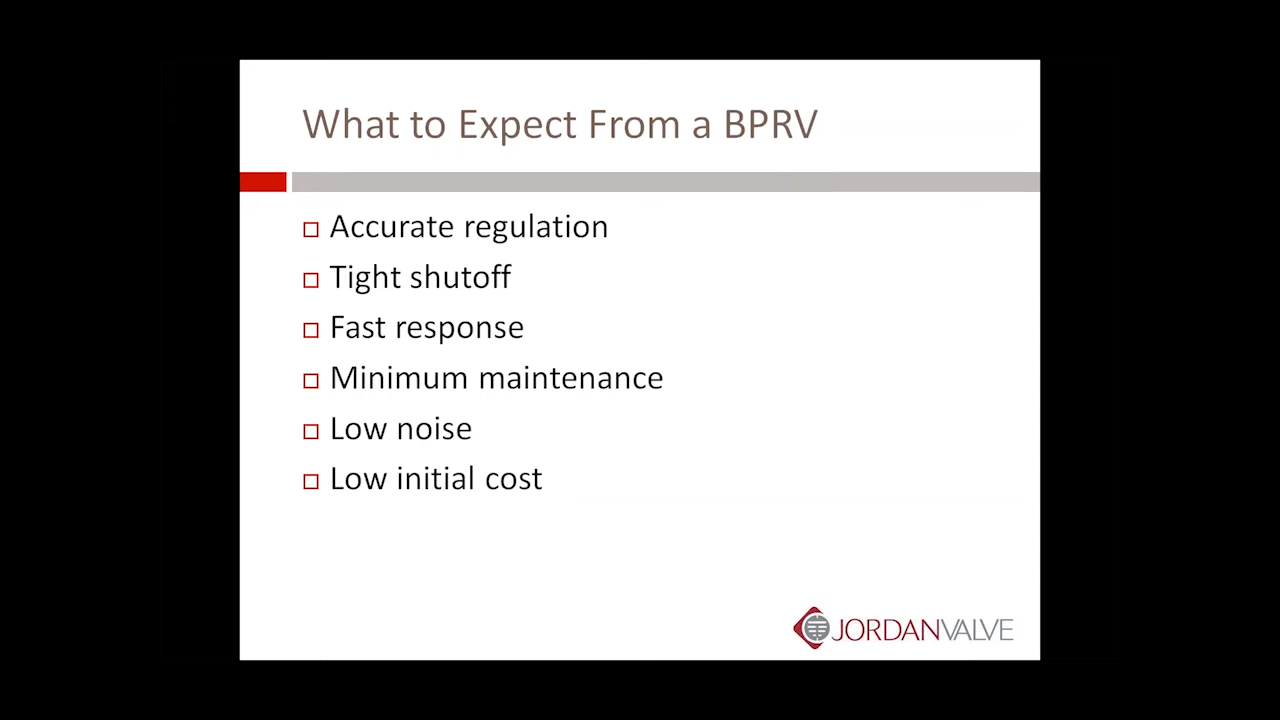 What to Expect From a BPRV
Accurate regulation
Tight shutoff
Fast response
Minimum maintenance
Low noise
Low initial cost
JORDANVALVE